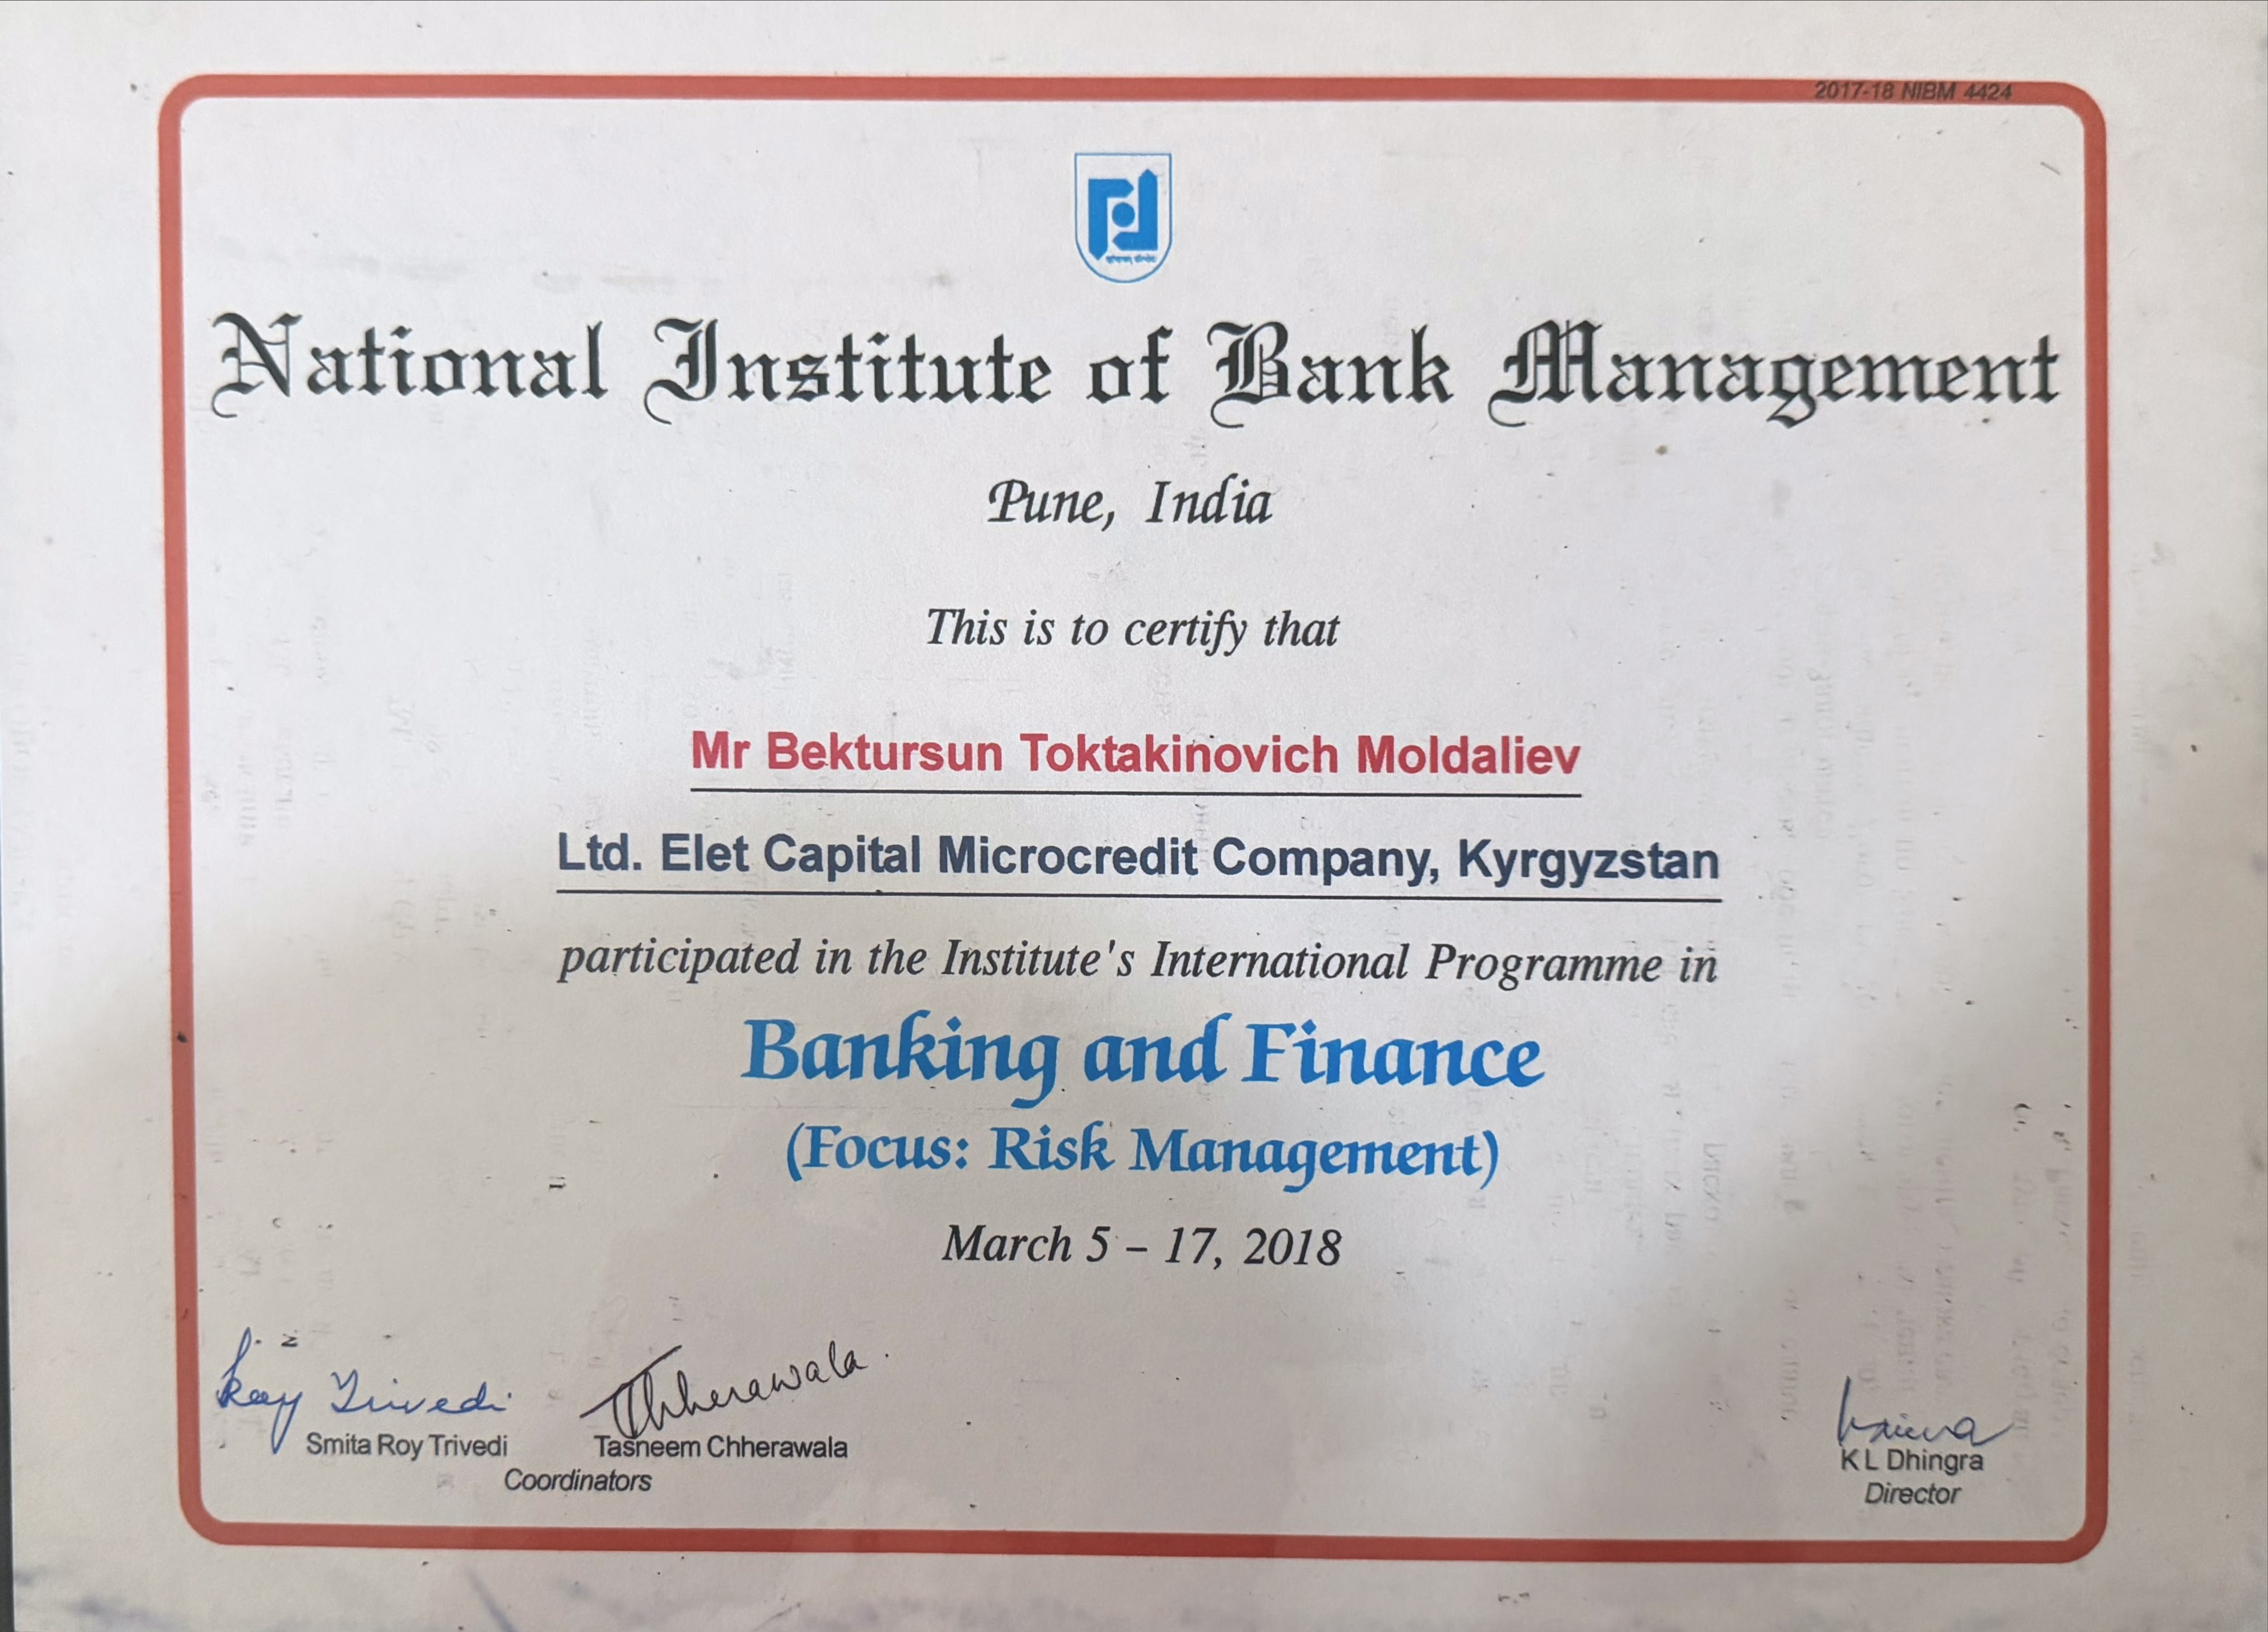 2017-18 NIBM 4424
National Institute of Bank Management
Pune, India
This is to certify that
Mr Bektursun Toktakinovich Moldaliev
Ltd. Elet Capital Microcredit Company, Kyrgyzstan
participated in the Institute's International Programme in
Banking and Finance
(Focus: Risk Management)
March 5 – 17, 2018
Roy Trivedi
TChherawala
Smita Roy Trivedi
Tasneem Chherawala
Coordinators
K L Dhingra
Director